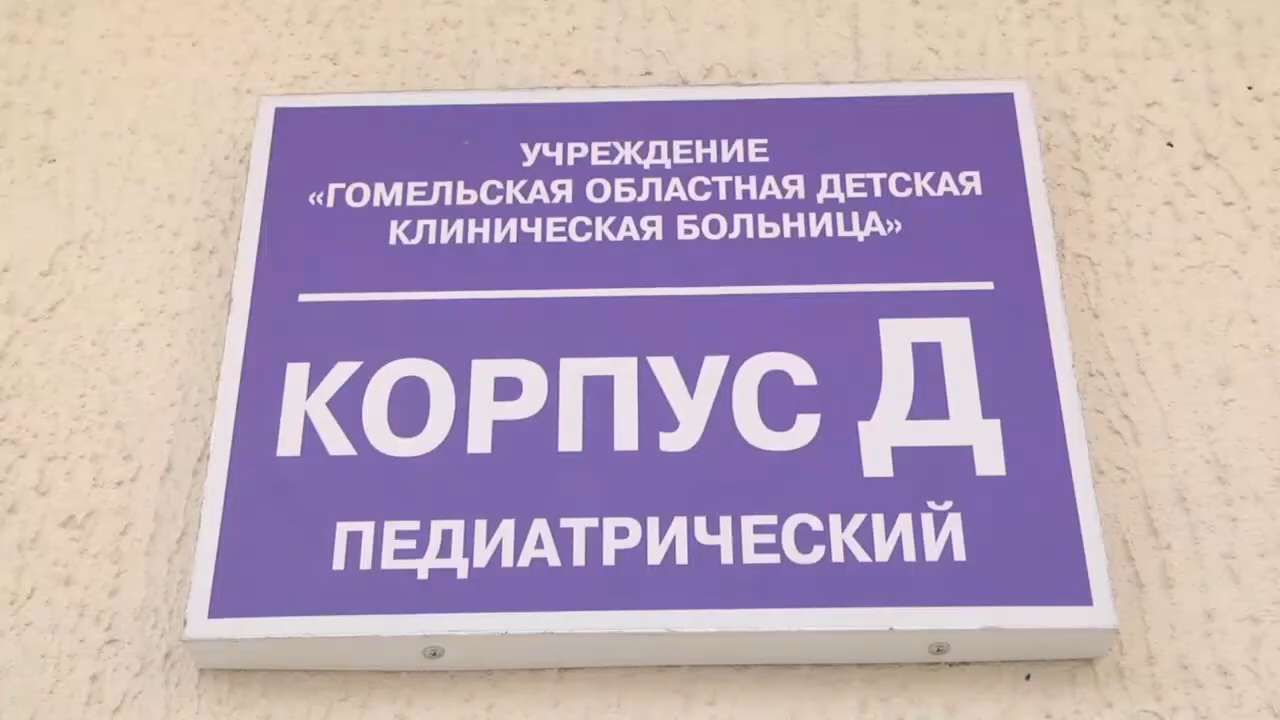 УЧРЕЖДЕНИЕ
«ГОМЕЛЬСКАЯ ОБЛАСТНАЯ ДЕТСКАЯ
КЛИНИЧЕСКАЯ БОЛЬНИЦА»
КОРПУС Д
ПЕДИАТРИЧЕСКИЙ